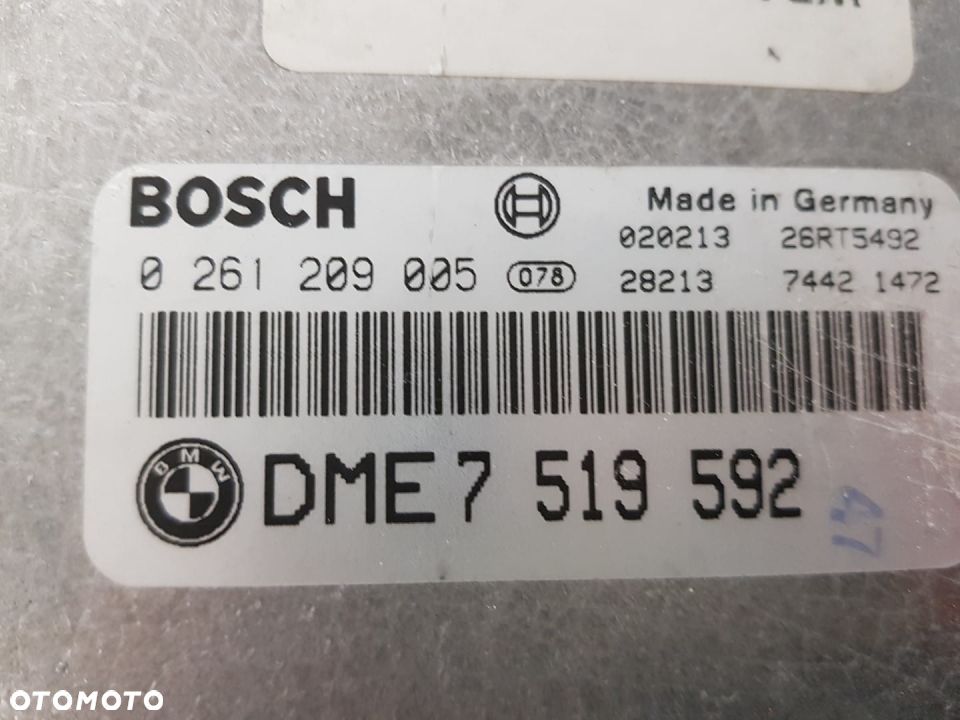 BOSCH
Made in Germany
020213 26RT5492
0 261 209 005 078 28213 7442 1472
BMW
DME 7 519 592
OTOMOTO